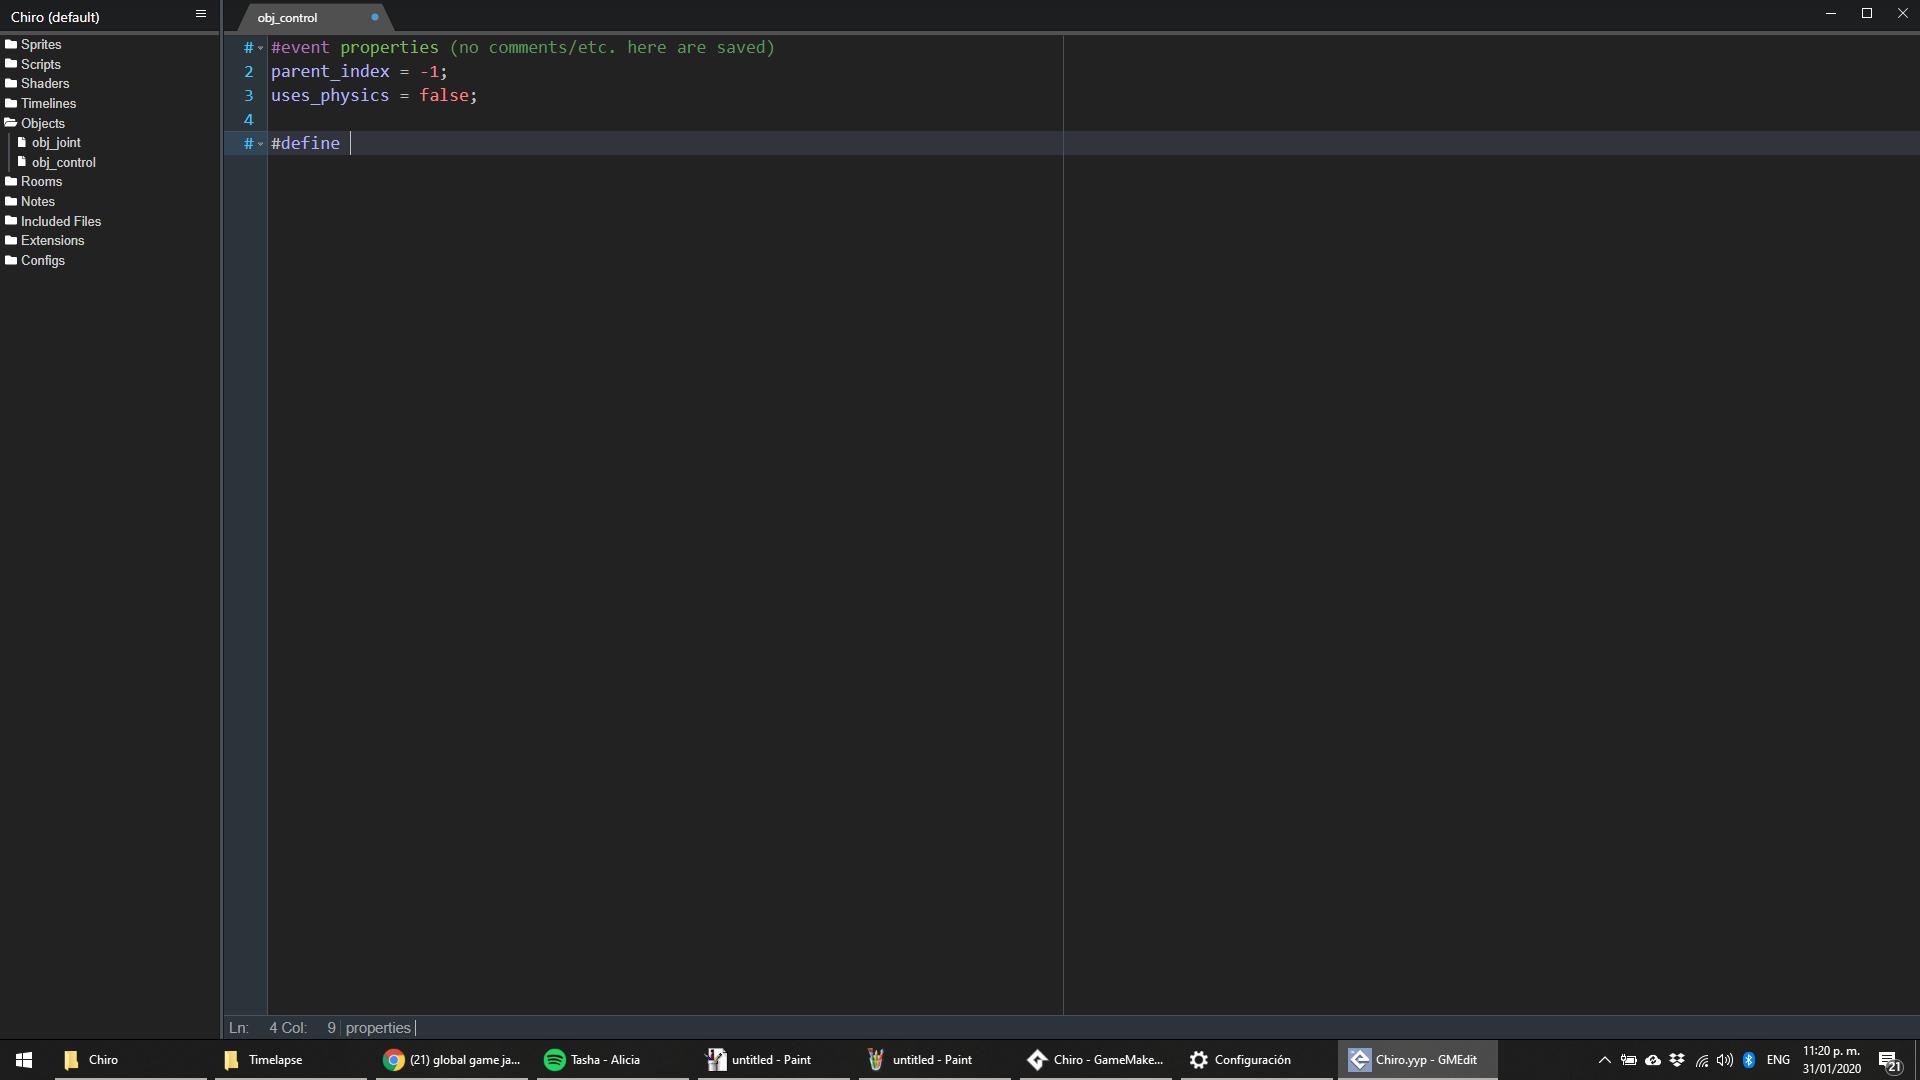 Chiro (default)
obj_control
Sprites
Scripts
Shaders
Timelines
Objects
obj_joint
obj_control
Rooms
Notes
Included Files
Extensions
Configs
# #event properties (no comments/etc. here are saved)
2 parent_index = -1;
3 uses_physics = false;
4
# #define
Ln: 4 Col: 9 properties
Chiro
Timelapse
(21) global game ja...
Tasha - Alicia
untitled - Paint
untitled - Paint
Chiro - GameMake...
Configuración
Chiro.yyp - GMEdit
ENG
11:20 p. m.
31/01/2020
21